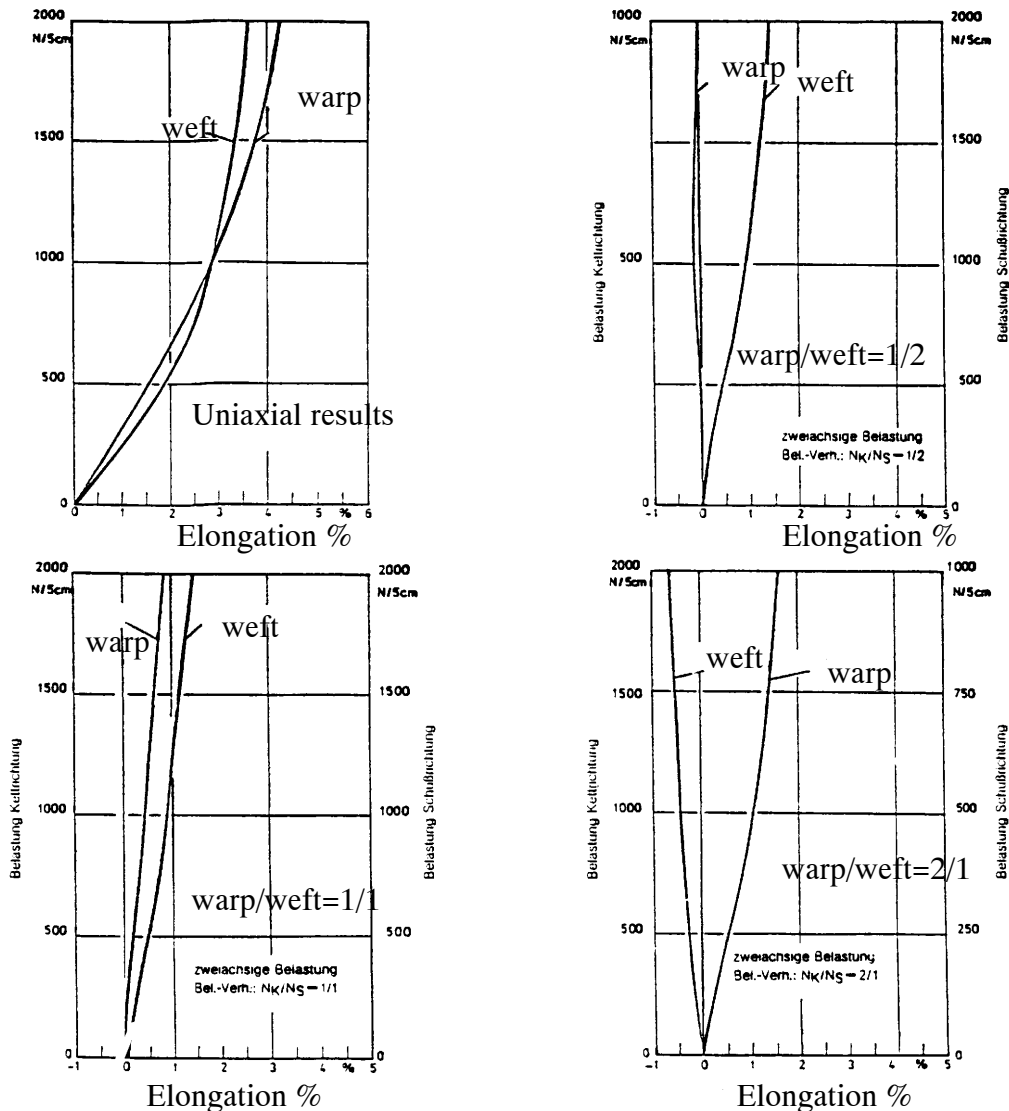 2000
N/5cm
weft
warp
1500
1000
500
Uniaxial results
0
0 1 2 3 4 5 % 6
Elongation %
1000
N/5cm
2000
N/5cm
warp
weft
1500
Belastung Kettrichtung
500
1000
Belastung Schußrichtung
warp/weft=1/2
500
zweiachsige Belastung
Bel.-Verh.: NK/NS = 1/2
0
0
-1 0 1 2 3 4 % 5
Elongation %
2000
N/5cm
2000
N/5cm
warp
weft
1500
1500
Belastung Kettrichtung
1000
1000
Belastung Schußrichtung
warp/weft=1/1
500
500
zweiachsige Belastung
Bel.-Verh.: NK/NS = 1/1
0
0
-1 0 1 2 3 4 % 5
Elongation %
2000
N/5cm
1000
N/5cm
weft
warp
1500
750
Belastung Kettrichtung
1000
500
Belastung Schußrichtung
warp/weft=2/1
500
250
zweiachsige Belastung
Bel.-Verh.: NK/NS = 2/1
0
0
-1 0 1 2 3 4 % 5
Elongation %